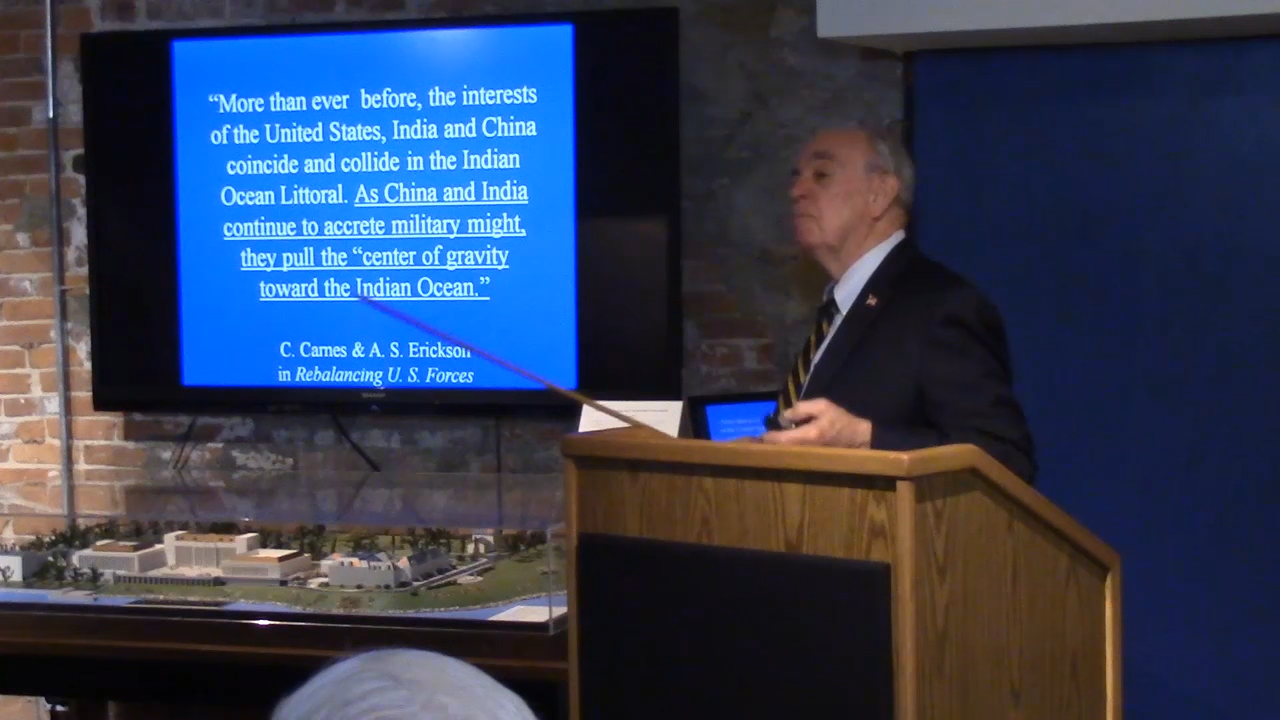 “More than ever before, the interests
of the United States, India and China
coincide and collide in the Indian
Ocean Littoral. As China and India
continue to accrete military might,
they pull the “center of gravity
toward the Indian Ocean.”
C. Carnes & A. S. Erickson
in Rebalancing U. S. Forces
SHARP